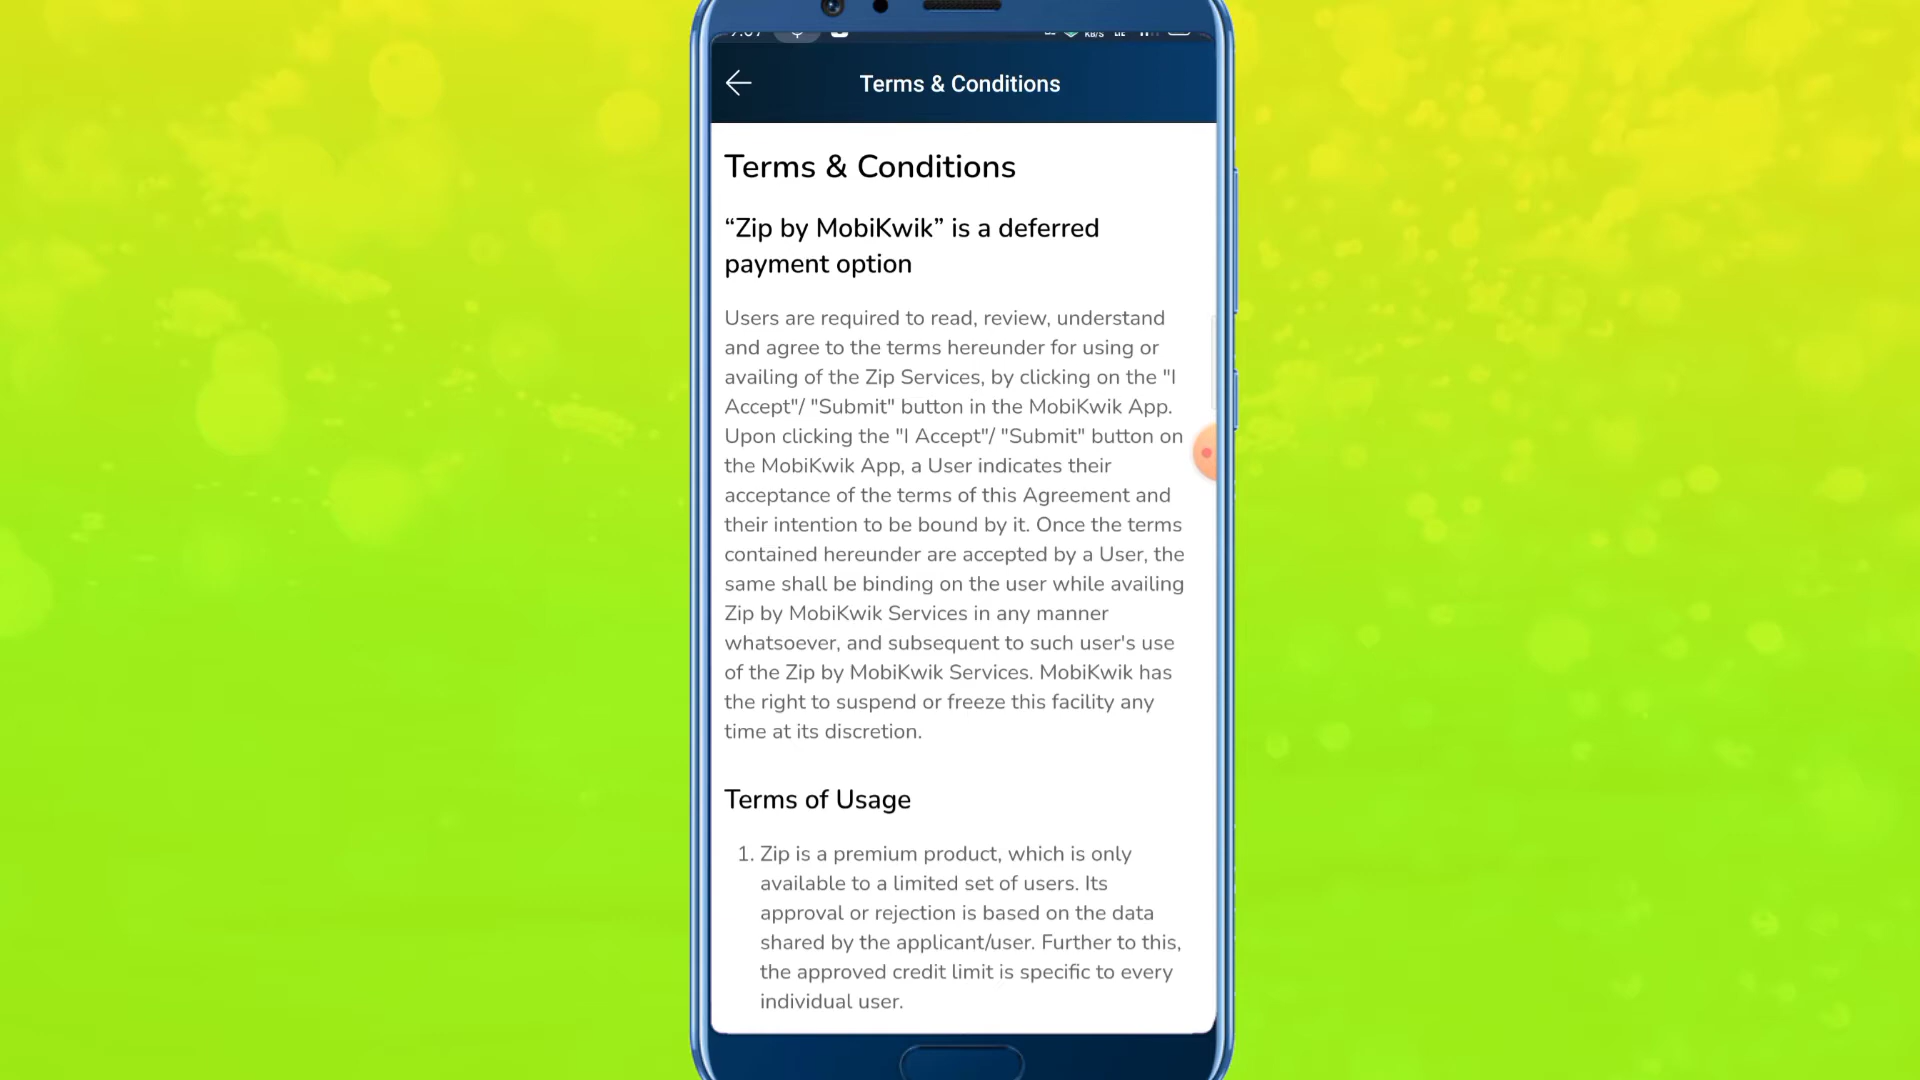 Terms & Conditions
Terms & Conditions
“Zip by MobiKwik” is a deferred
payment option
Users are required to read, review, understand
and agree to the terms hereunder for using or
availing of the Zip Services, by clicking on the "I
Accept"/ "Submit" button in the MobiKwik App.
Upon clicking the "I Accept"/ "Submit" button on
the MobiKwik App, a User indicates their
acceptance of the terms of this Agreement and
their intention to be bound by it. Once the terms
contained hereunder are accepted by a User, the
same shall be binding on the user while availing
Zip by MobiKwik Services in any manner
whatsoever, and subsequent to such user's use
of the Zip by MobiKwik Services. MobiKwik has
the right to suspend or freeze this facility any
time at its discretion.
Terms of Usage
1. Zip is a premium product, which is only
available to a limited set of users. Its
approval or rejection is based on the data
shared by the applicant/user. Further to this,
the approved credit limit is specific to every
individual user.